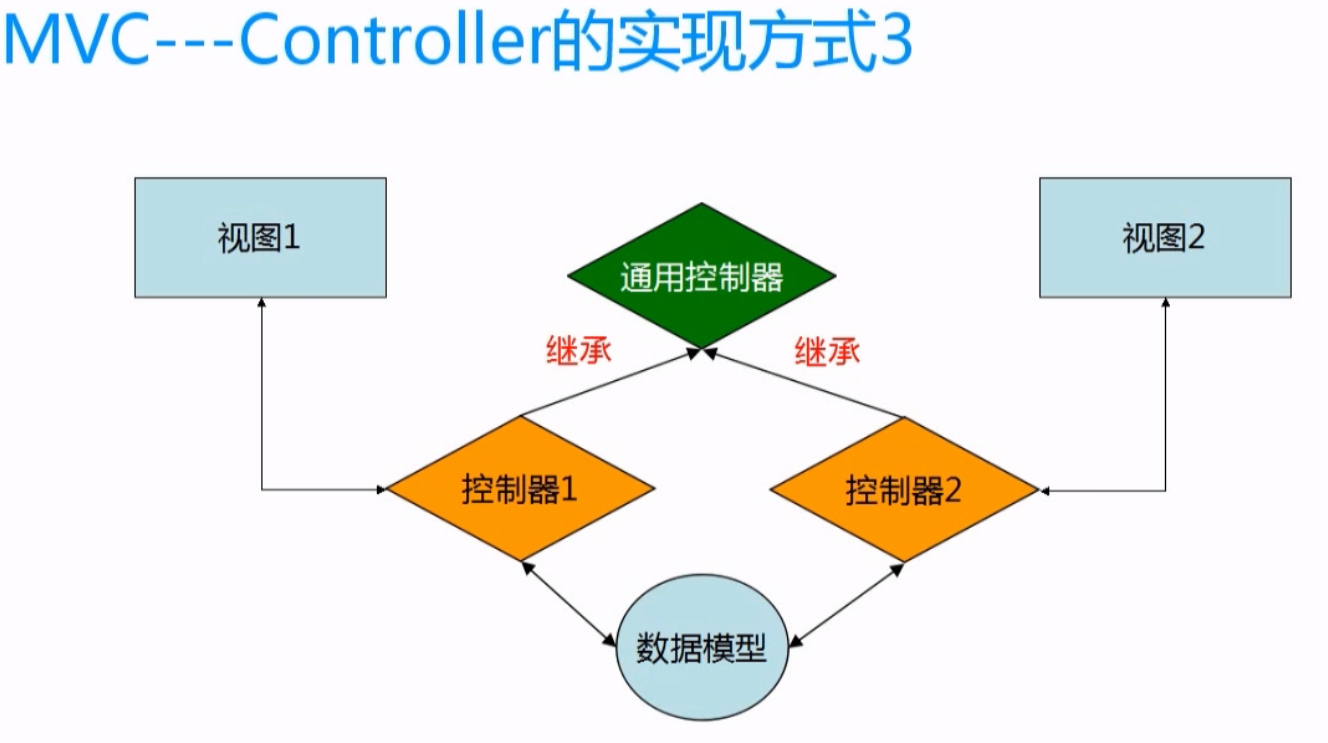 MVC---Controller的实现方式3
视图1
视图2
通用控制器
继承
继承
控制器1
控制器2
数据模型